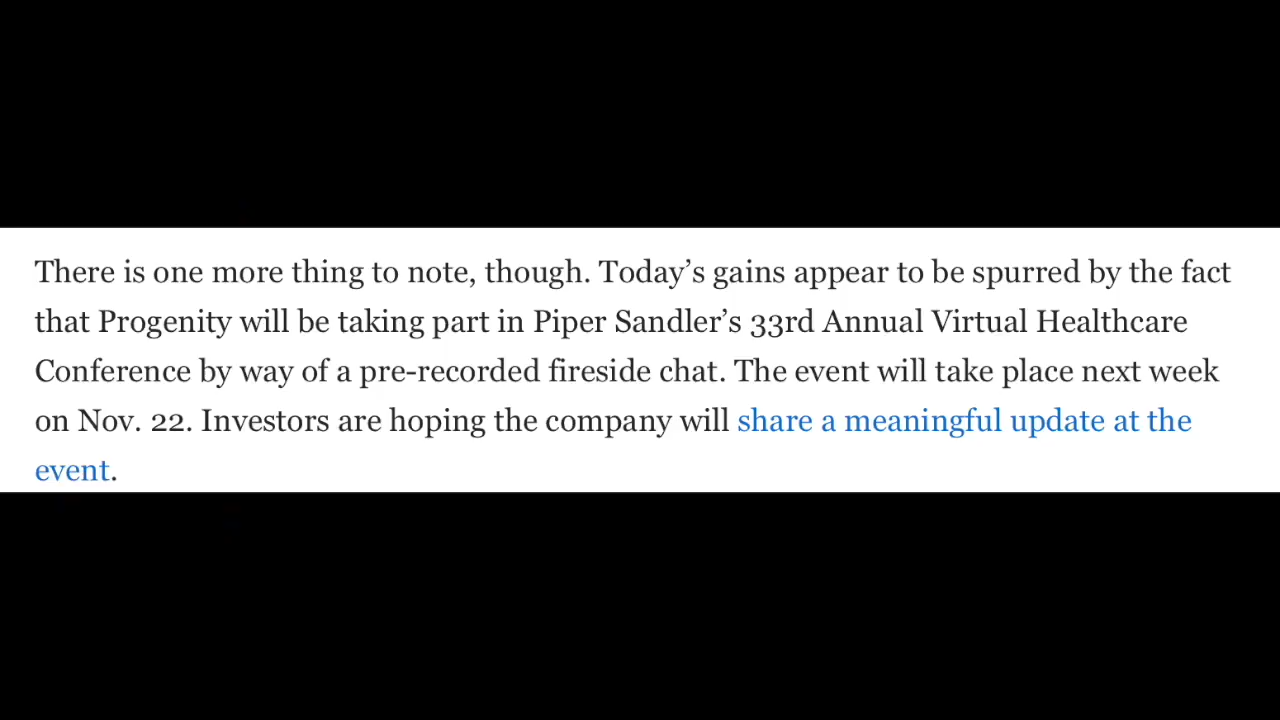 There is one more thing to note, though. Today’s gains appear to be spurred by the fact
that Progenity will be taking part in Piper Sandler’s 33rd Annual Virtual Healthcare
Conference by way of a pre-recorded fireside chat. The event will take place next week
on Nov. 22. Investors are hoping the company will share a meaningful update at the
event.